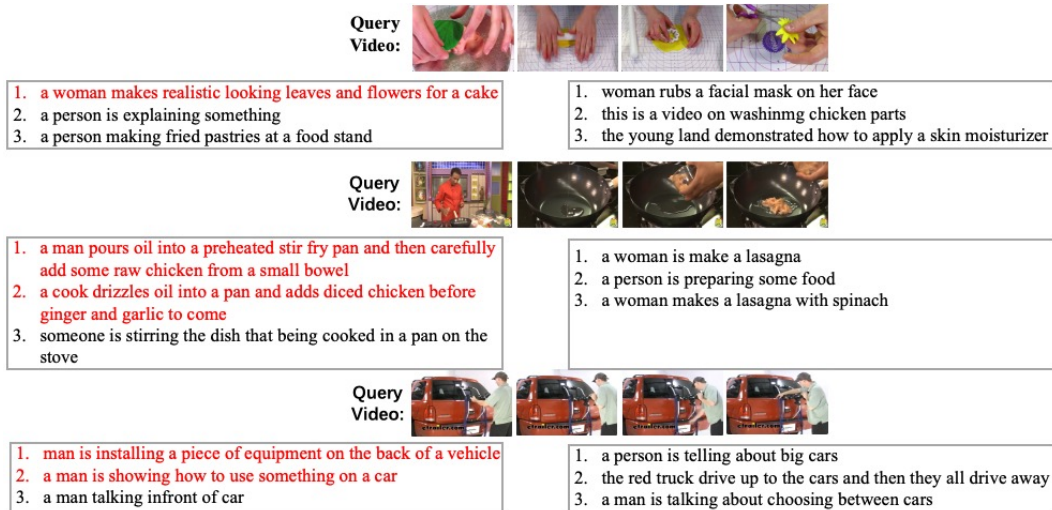 Query
Video:
1. a woman makes realistic looking leaves and flowers for a cake
2. a person is explaining something
3. a person making fried pastries at a food stand
1. woman rubs a facial mask on her face
2. this is a video on washinmg chicken parts
3. the young land demonstrated how to apply a skin moisturizer
Query
Video:
1. a man pours oil into a preheated stir fry pan and then carefully
add some raw chicken from a small bowel
2. a cook drizzles oil into a pan and adds diced chicken before
ginger and garlic to come
3. someone is stirring the dish that being cooked in a pan on the
stove
1. a woman is make a lasagna
2. a person is preparing some food
3. a woman makes a lasagna with spinach
Query
Video:
1. man is installing a piece of equipment on the back of a vehicle
2. a man is showing how to use something on a car
3. a man talking infront of car
1. a person is telling about big cars
2. the red truck drive up to the cars and then they all drive away
3. a man is talking about choosing between cars